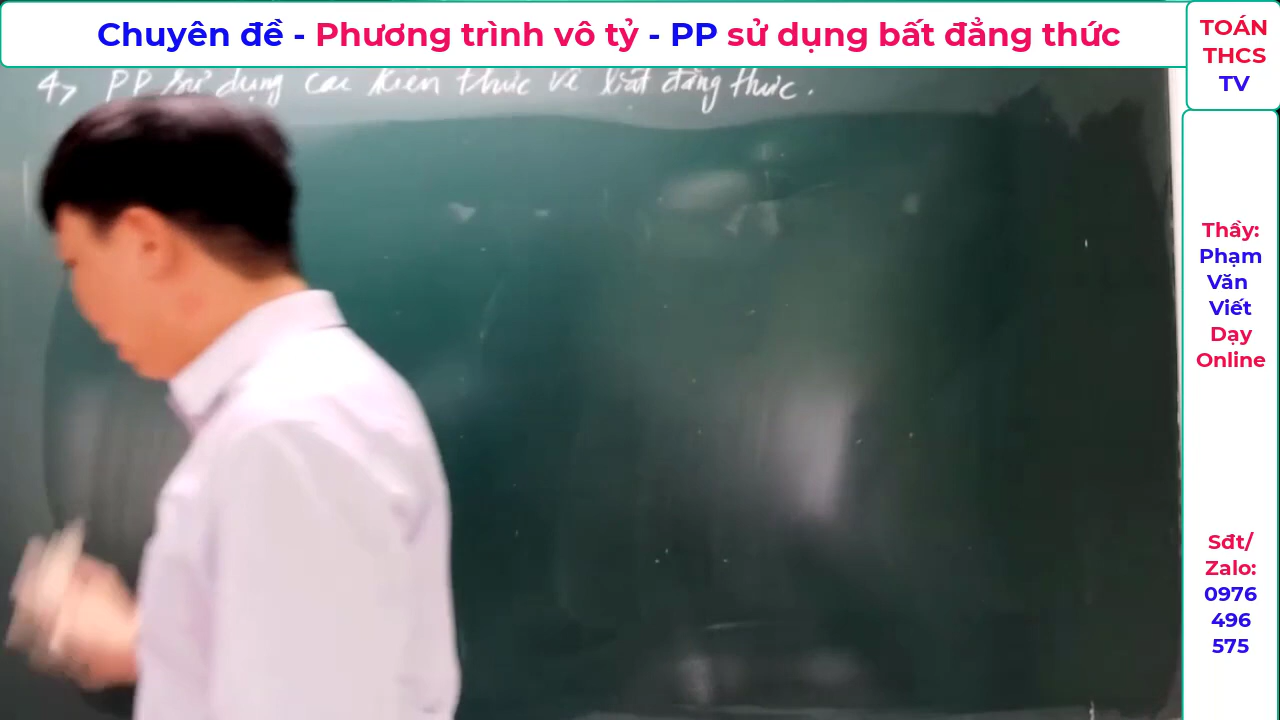 Chuyên đề - Phương trình vô tỷ - PP sử dụng bất đẳng thức
TOÁN
THCS
TV
4, PP sử dụng các kiến thức về bất đẳng thức.
Thầy:
Phạm
Văn
Viết
Dạy
Online
Sđt/
Zalo:
0976
496
575